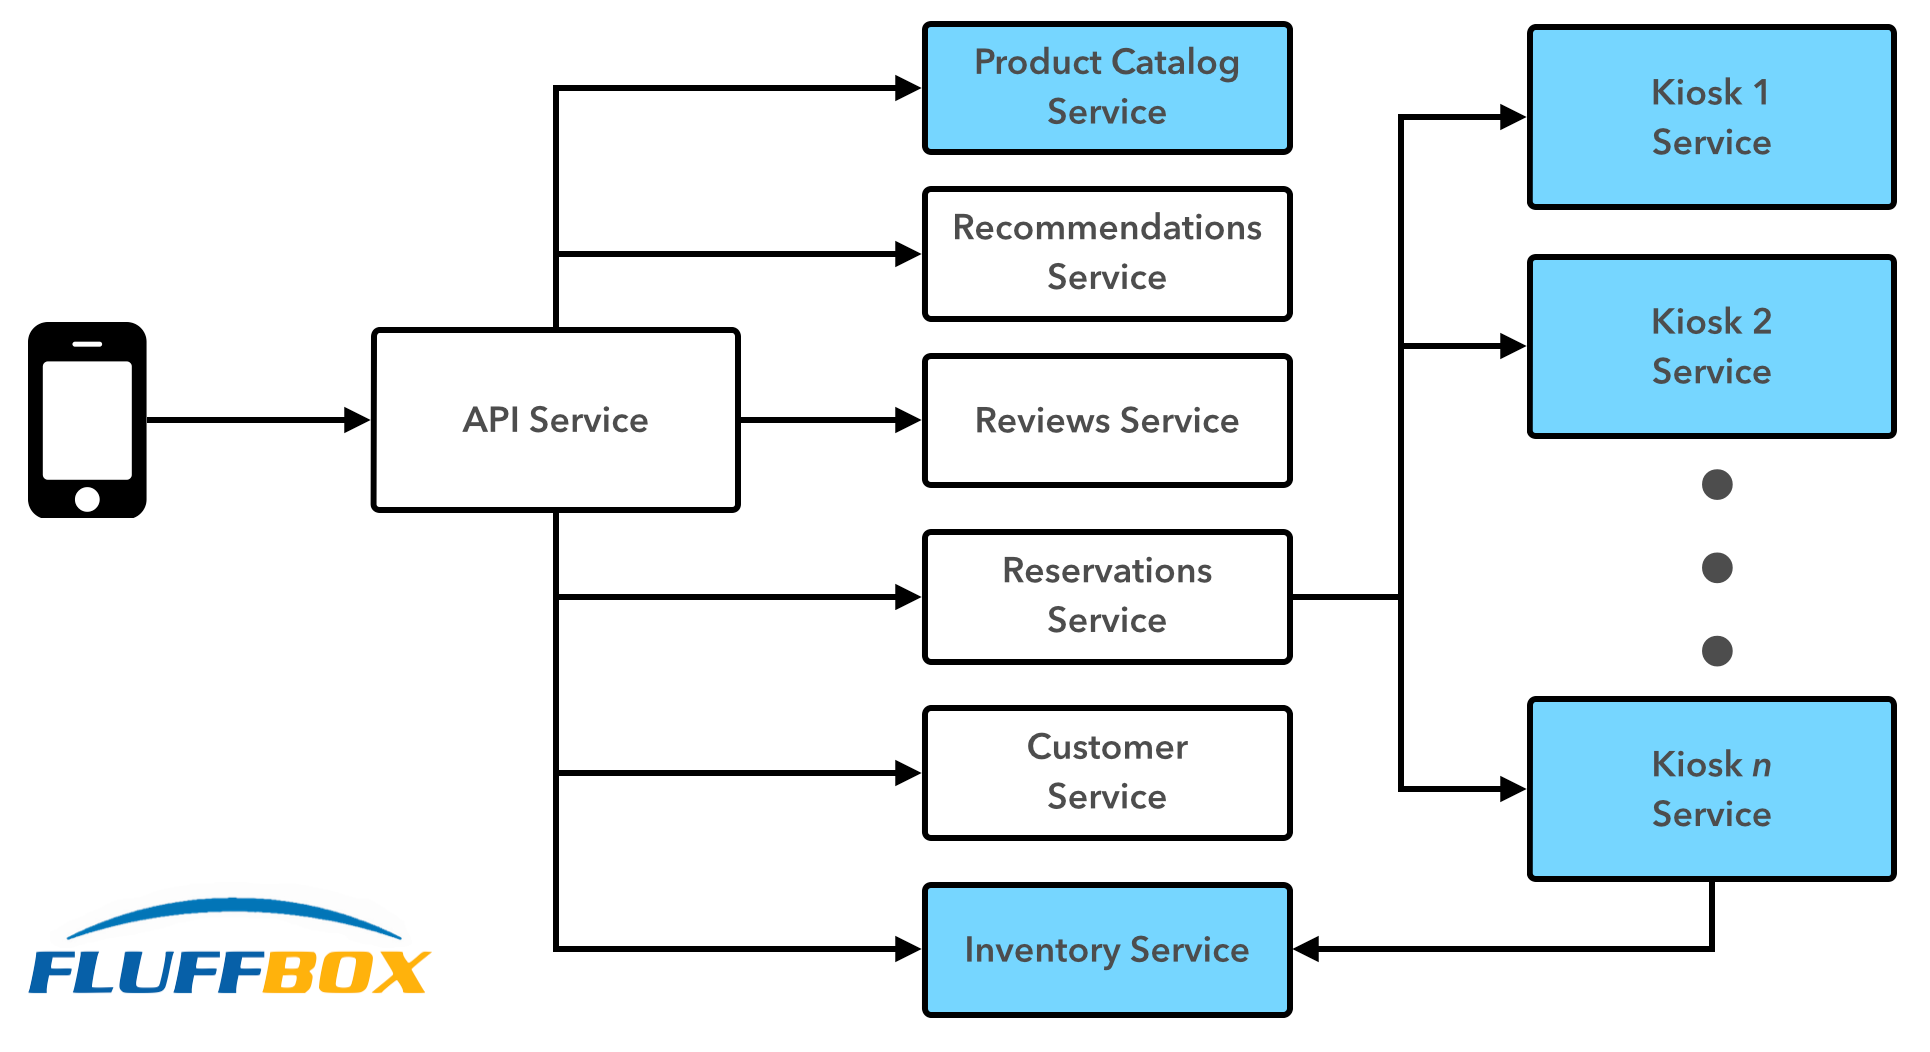 Product Catalog
Service
Recommendations
Service
API Service
Reviews Service
Reservations
Service
Customer
Service
Inventory Service
Kiosk 1
Service
Kiosk 2
Service
Kiosk n
Service
FLUFFBOX